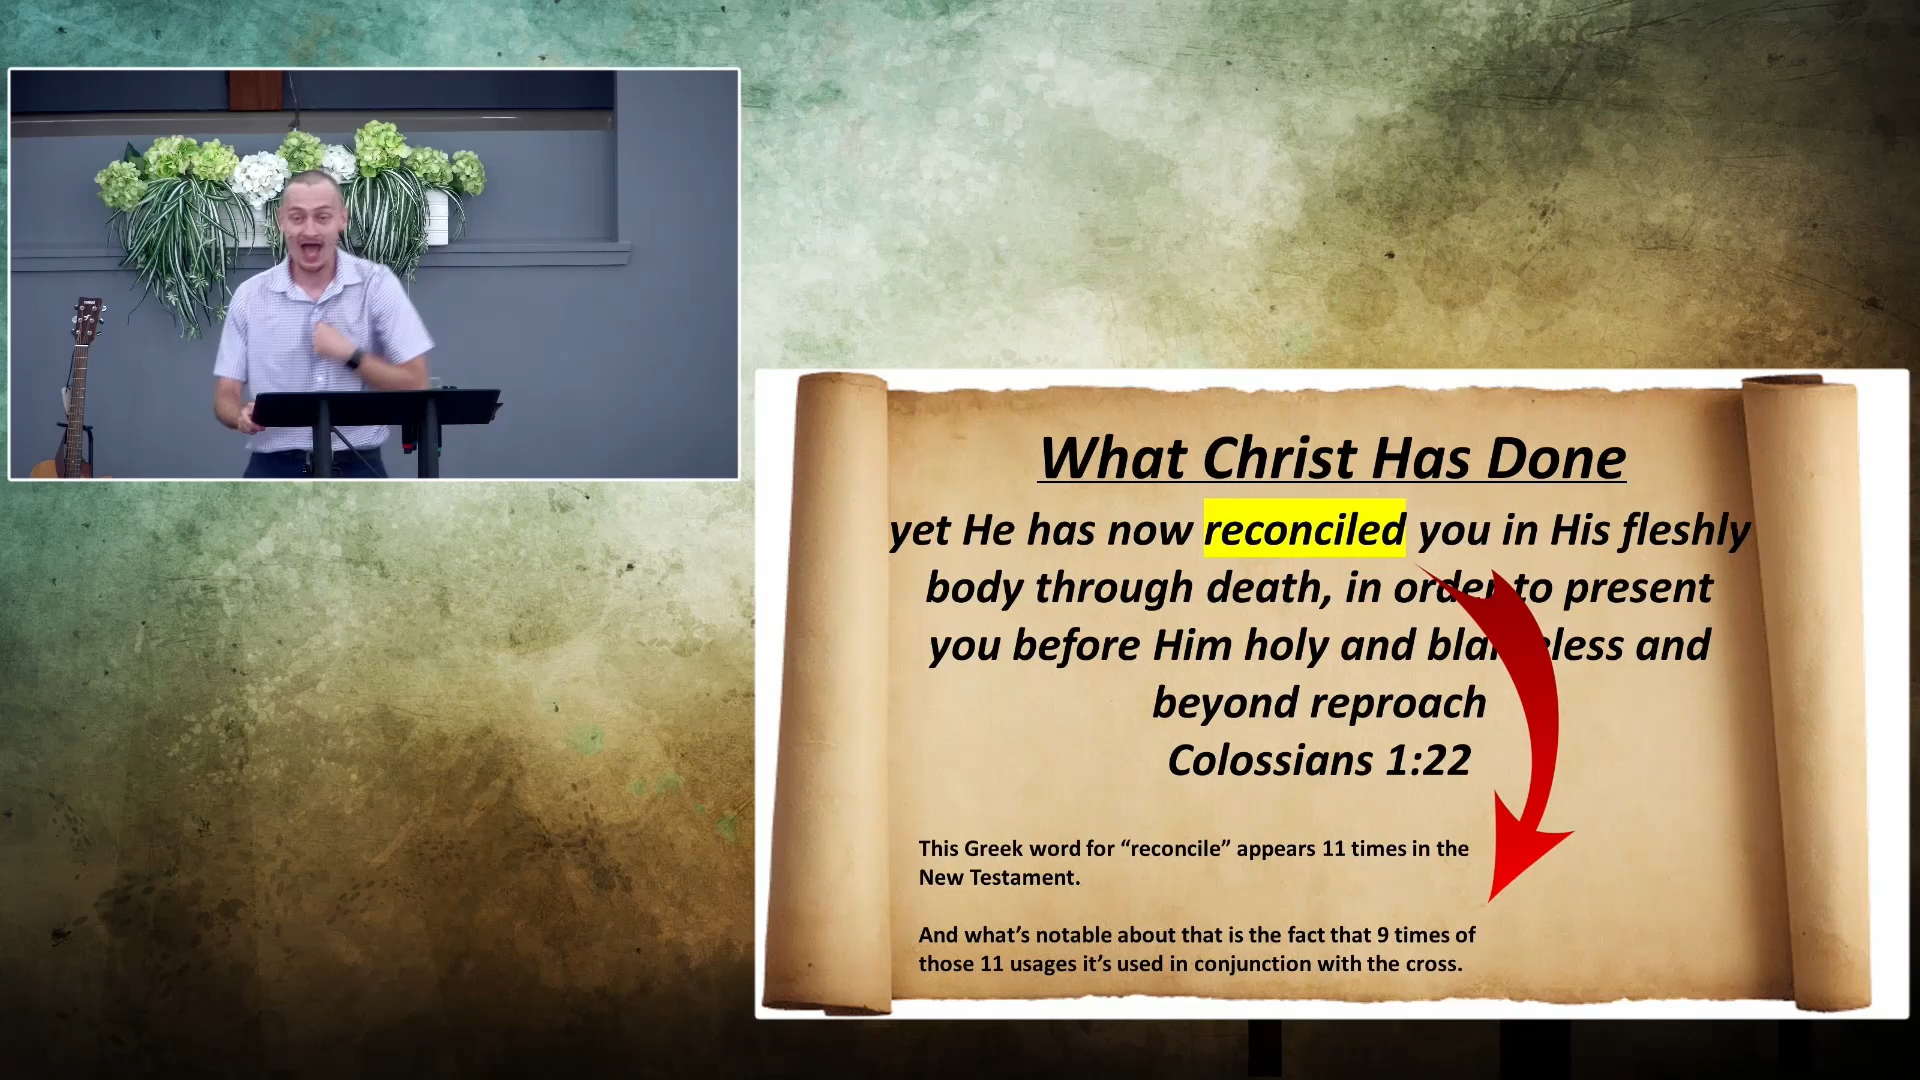 What Christ Has Done
yet He has now reconciled you in His fleshly
body through death, in order to present
you before Him holy and blameless and
beyond reproach
Colossians 1:22
This Greek word for “reconcile” appears 11 times in the
New Testament.
And what’s notable about that is the fact that 9 times of
those 11 usages it’s used in conjunction with the cross.